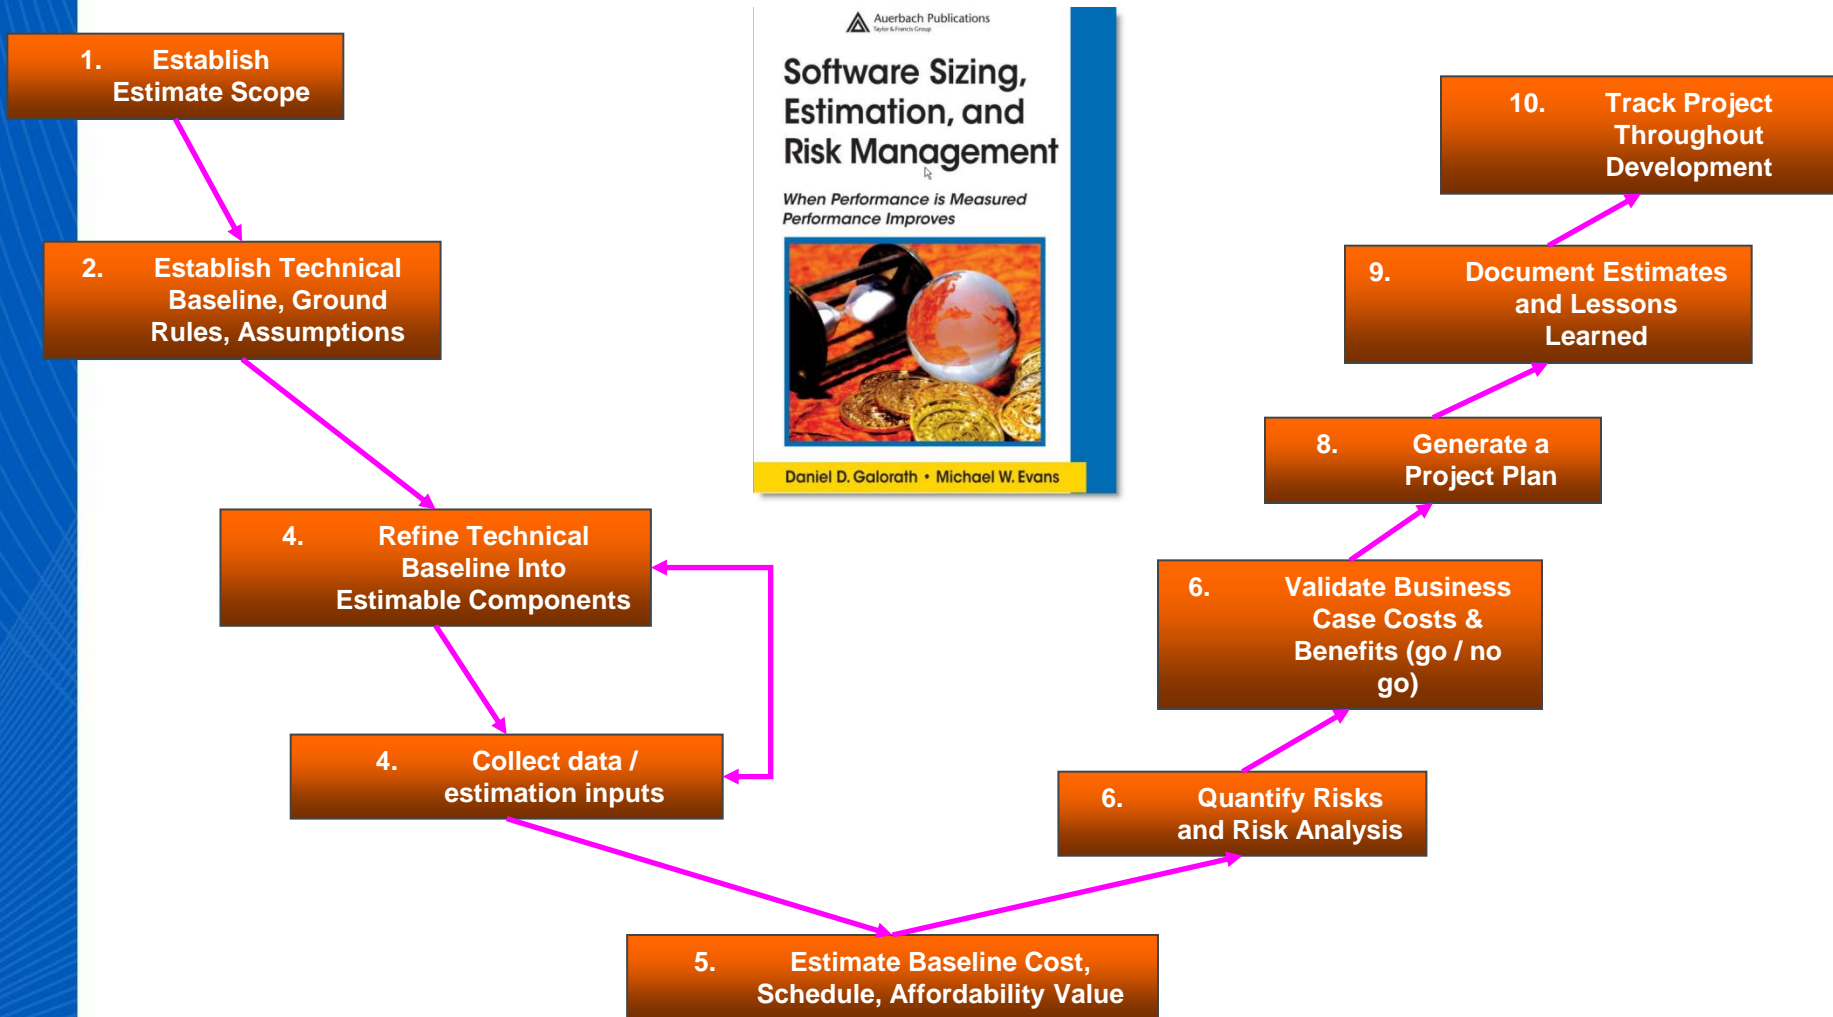 1. Establish
Estimate Scope
2. Establish Technical
Baseline, Ground
Rules, Assumptions
4. Refine Technical
Baseline Into
Estimable Components
4. Collect data /
estimation inputs
5. Estimate Baseline Cost,
Schedule, Affordability Value
6. Quantify Risks
and Risk Analysis
6. Validate Business
Case Costs &
Benefits (go / no
go)
8. Generate a
Project Plan
9. Document Estimates
and Lessons
Learned
10. Track Project
Throughout
Development
Auerbach Publications
Taylor & Francis Group
Software Sizing,
Estimation, and
Risk Management
When Performance is Measured
Performance Improves
Daniel D. Galorath • Michael W. Evans